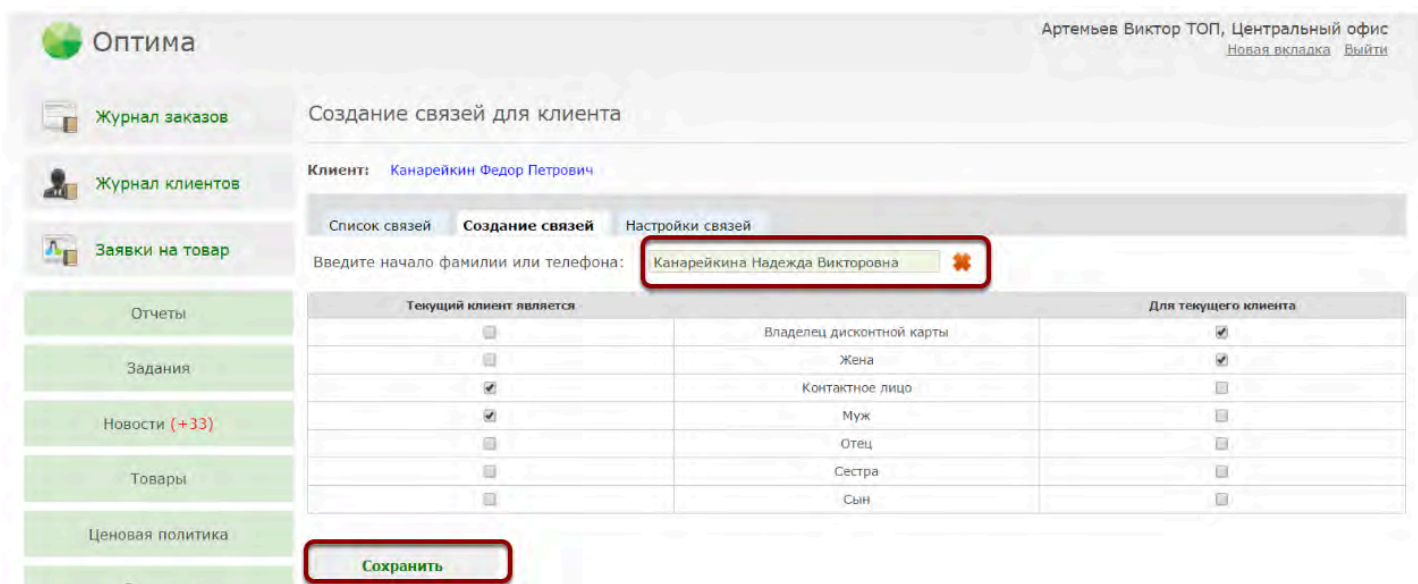 Оптима
Артемьев Виктор ТОП, Центральный офис
Новая вкладка Выйти
Журнал заказов
Журнал клиентов
Заявки на товар
Отчеты
Задания
Новости (+33)
Товары
Ценовая политика
Создание связей для клиента
Клиент: Канарейкин Федор Петрович
Список связей Создание связей Настройки связей
Введите начало фамилии или телефона: Канарейкина Надежда Викторовна
Текущий клиент является Для текущего клиента
Владелец дисконтной карты
Жена
Контактное лицо
Муж
Отец
Сестра
Сын
Сохранить